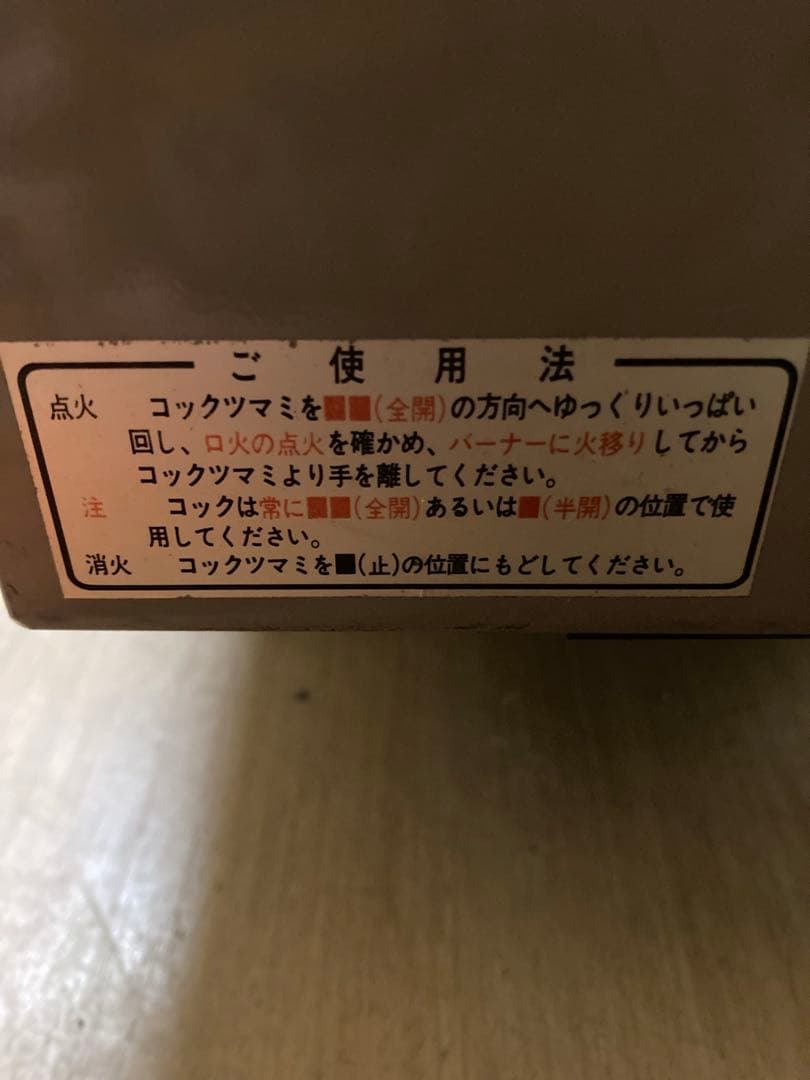 ご使用法
点火 コックツマミを■■(全開)の方向へゆっくりいっぱい
回し、口火の点火を確かめ、バーナーに火移りしてから
コックツマミより手を離してください。
注 コックは常に■■(全開)あるいは■(半開)の位置で使
用してください。
消火 コックツマミを■(止)の位置にもどしてください。